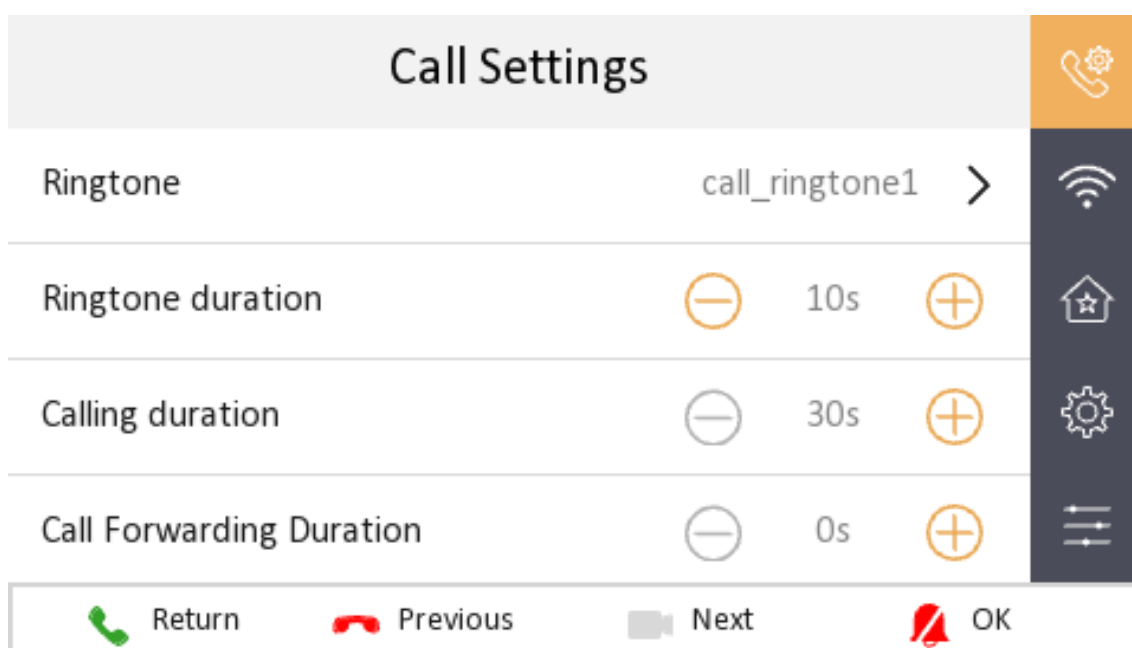 Call Settings
Ringtone call_ringtone1
Ringtone duration 10s
Calling duration 30s
Call Forwarding Duration 0s
Return Previous Next OK